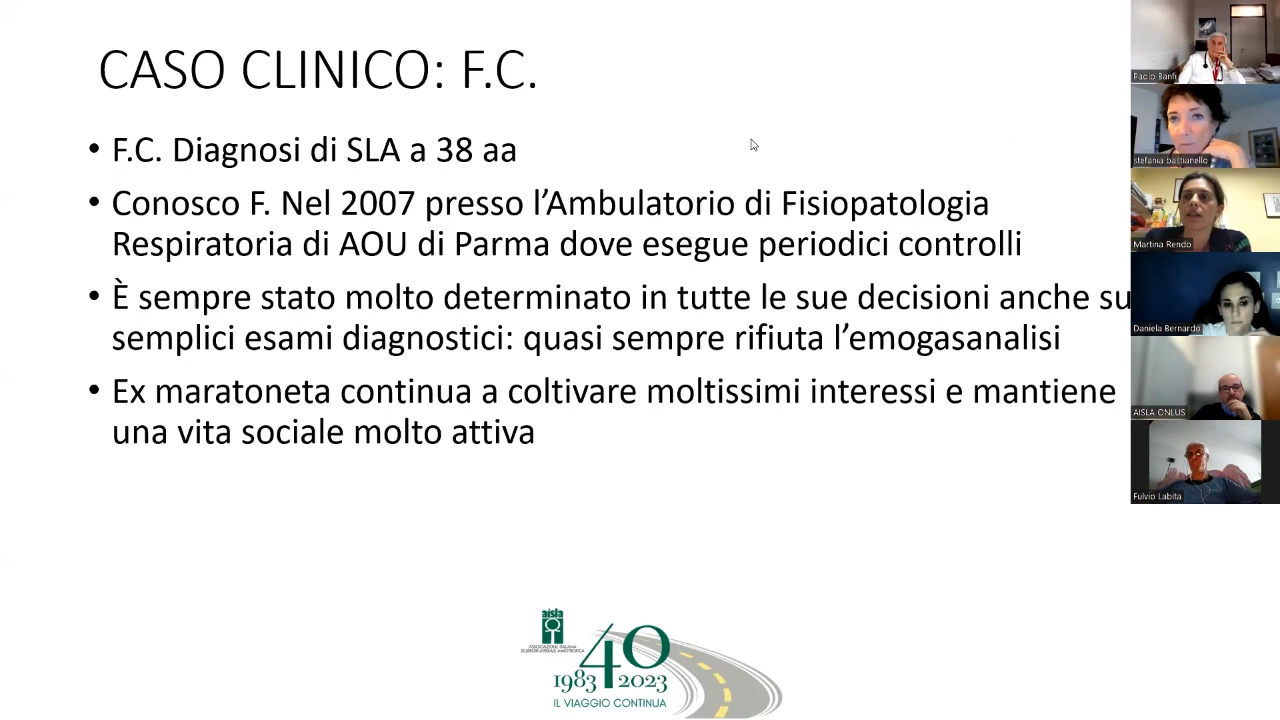 CASO CLINICO: F.C.
• F.C. Diagnosi di SLA a 38 aa
• Conosco F. Nel 2007 presso l’Ambulatorio di Fisiopatologia
Respiratoria di AOU di Parma dove esegue periodici controlli
• È sempre stato molto determinato in tutte le sue decisioni anche su
semplici esami diagnostici: quasi sempre rifiuta l’emogasanalisi
• Ex maratoneta continua a coltivare moltissimi interessi e mantiene
una vita sociale molto attiva
Paolo Banfi
stefania bastianello
Martina Rendo
Daniela Bernardo
AISLA ONLUS
Fulvio Labita
aisla
ASSOCIAZIONE ITALIANA
SCLEROSI LATERALE AMIOTROFICA
40
1983 2023
IL VIAGGIO CONTINUA